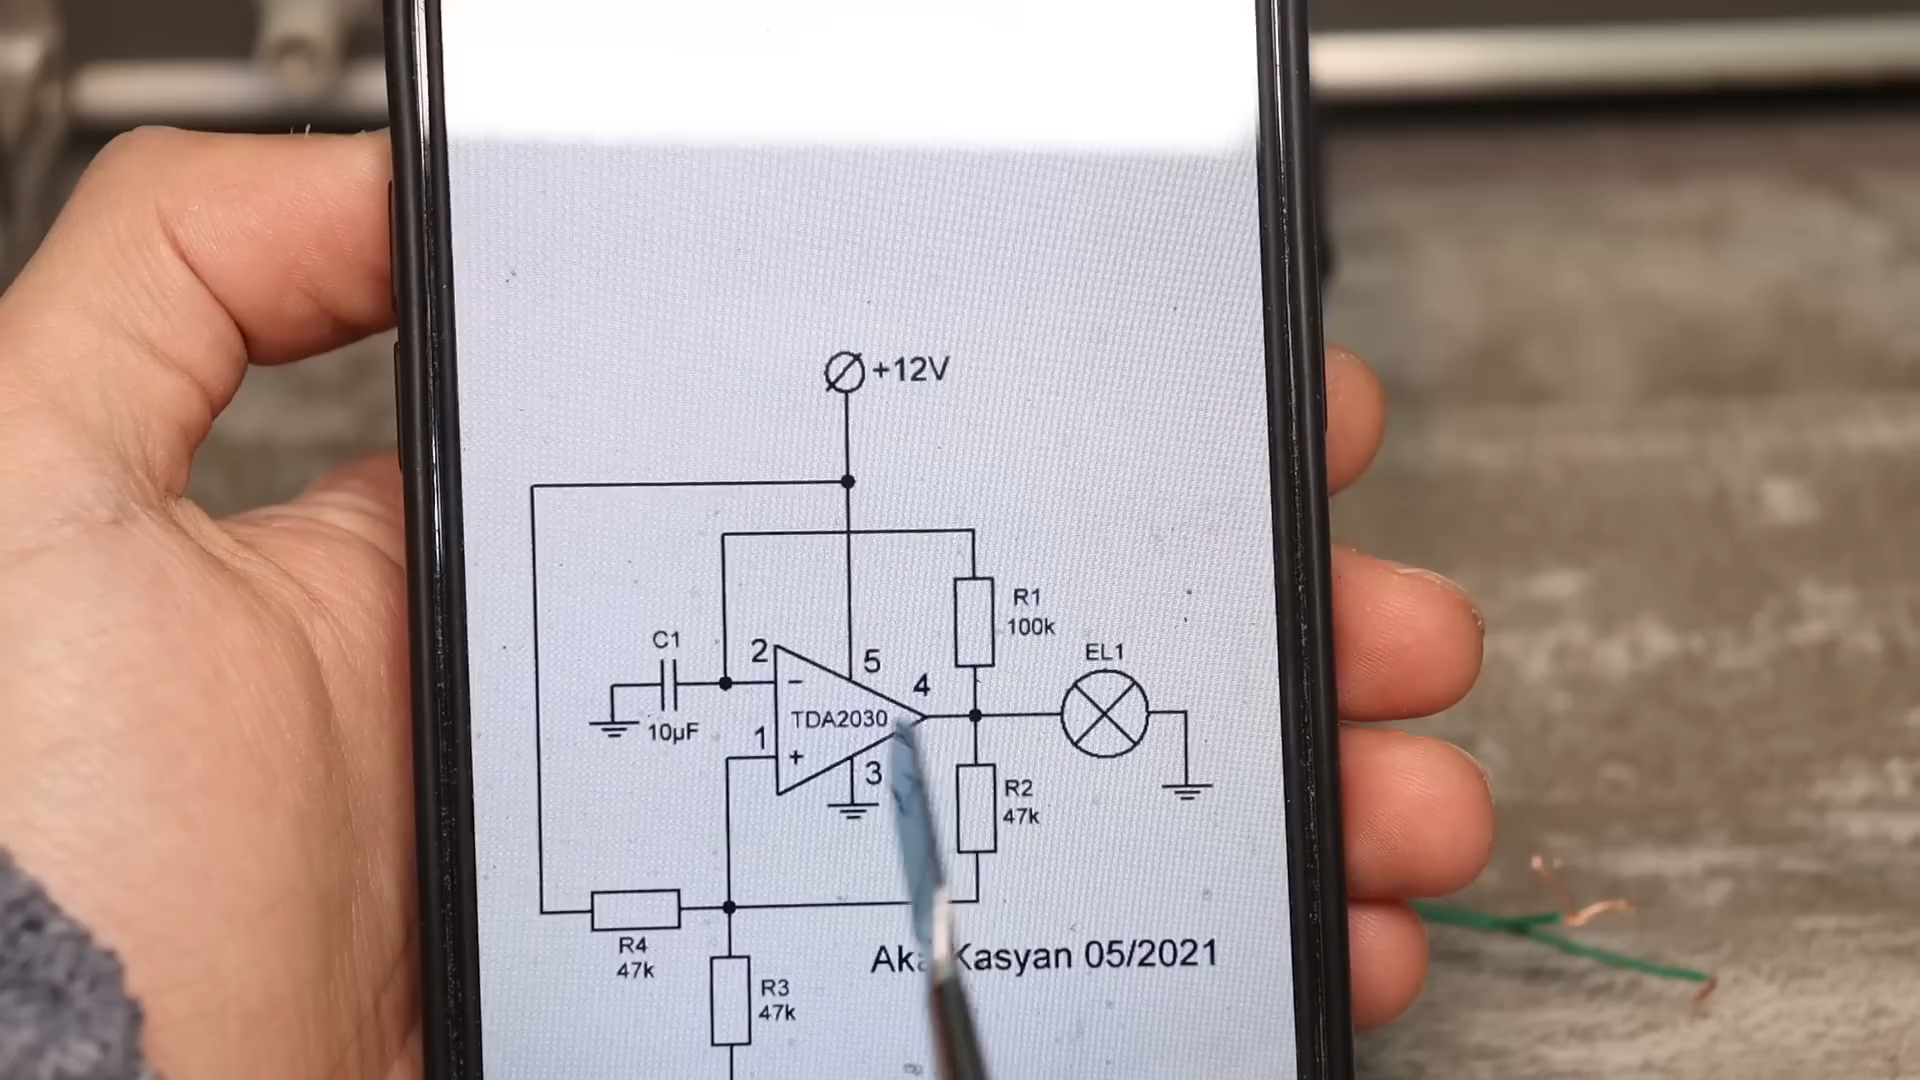 +12V
R1
100k
C1
EL1
2
5
4
−
TDA2030
10µF
1
+
3
R2
47k
R4
47k
Kasyan 05/2021
R3
47k